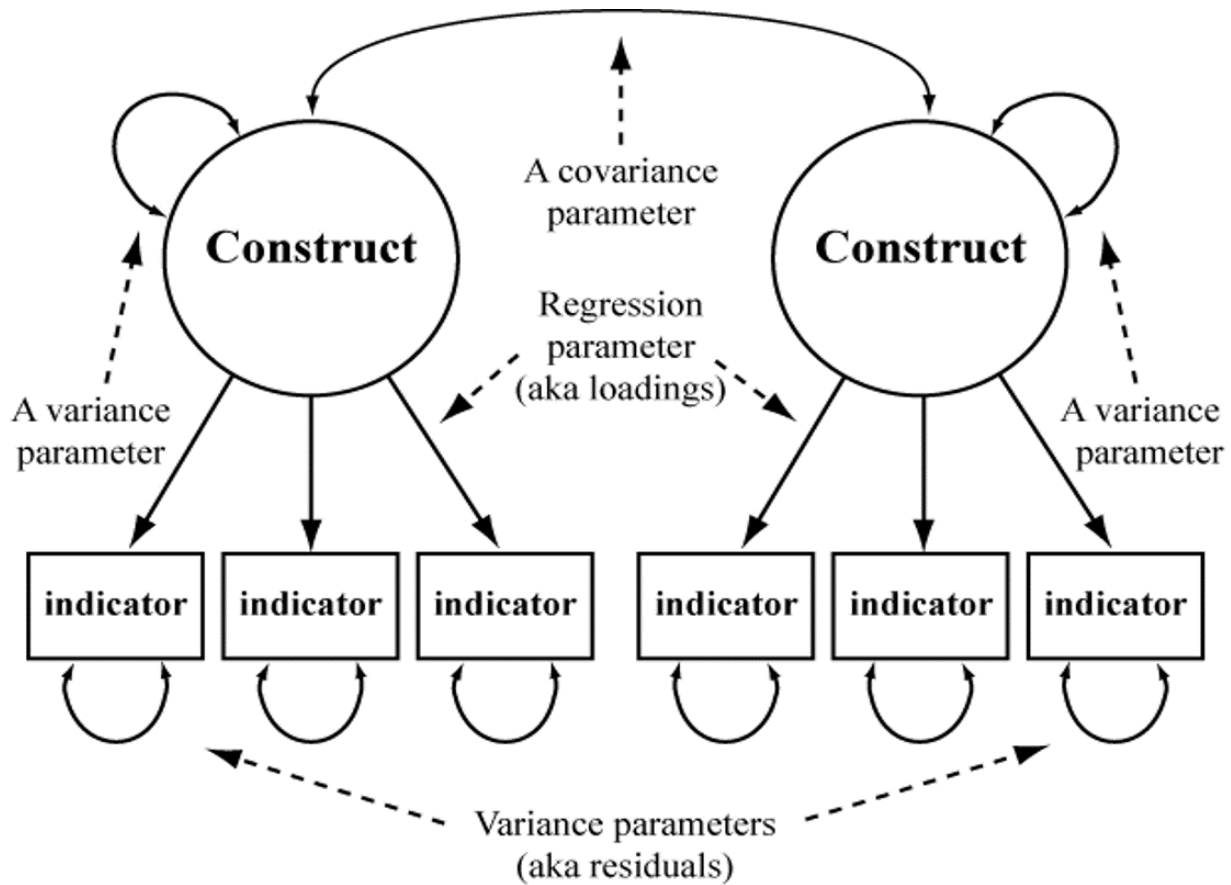 A covariance
parameter
Construct
Construct
Regression
parameter
(aka loadings)
A variance
parameter
A variance
parameter
indicator
indicator
indicator
indicator
indicator
indicator
Variance parameters
(aka residuals)